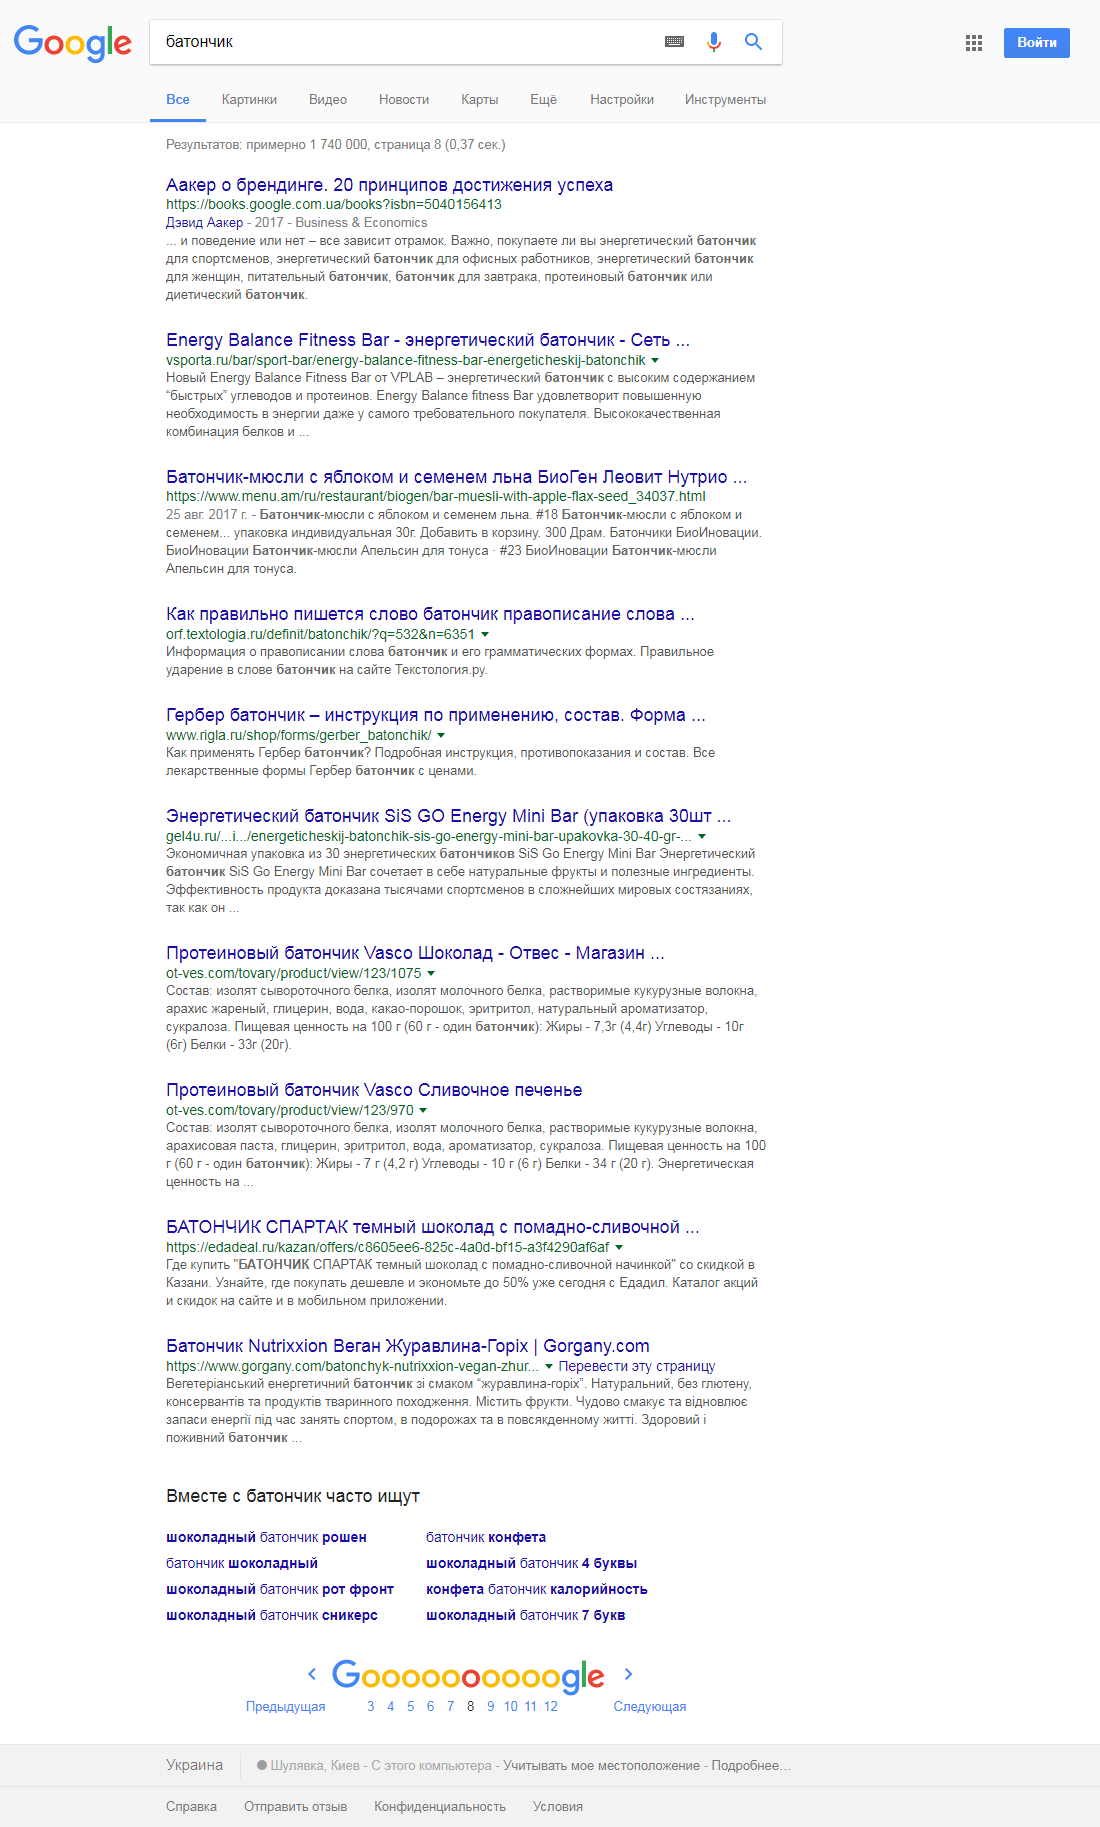 Google
батончик
Войти
Все Картинки Видео Новости Карты Ещё Настройки Инструменты
Результатов: примерно 1 740 000, страница 8 (0,37 сек.)
Аакер о брендинге. 20 принципов достижения успеха
https://books.google.com.ua/books?isbn=5040156413
Дэвид Аакер - 2017 - Business & Economics
... и поведение или нет – все зависит отрамок. Важно, покупаете ли вы энергетический батончик
для спортсменов, энергетический батончик для офисных работников, энергетический батончик
для женщин, питательный батончик, батончик для завтрака, протеиновый батончик или
диетический батончик.
Energy Balance Fitness Bar - энергетический батончик - Сеть ...
vsporta.ru/bar/sport-bar/energy-balance-fitness-bar-energeticheskij-batonchik
Новый Energy Balance Fitness Bar от VPLAB – энергетический батончик с высоким содержанием
“быстрых” углеводов и протеинов. Energy Balance fitness Bar удовлетворит повышенную
необходимость в энергии даже у самого требовательного покупателя. Высококачественная
комбинация белков и ...
Батончик-мюсли с яблоком и семенем льна БиоГен Леовит Нутрио ...
https://www.menu.am/ru/restaurant/biogen/bar-muesli-with-apple-flax-seed_34037.html
25 авг. 2017 г. - Батончик-мюсли с яблоком и семенем льна. #18 Батончик-мюсли с яблоком и
семенем... упаковка индивидуальная 30г. Добавить в корзину. 300 Драм. Батончики БиоИновации.
БиоИновации Батончик-мюсли Апельсин для тонуса · #23 БиоИновации Батончик-мюсли
Апельсин для тонуса.
Как правильно пишется слово батончик правописание слова ...
orf.textologia.ru/definit/batonchik/?q=532&n=6351
Информация о правописании слова батончик и его грамматических формах. Правильное
ударение в слове батончик на сайте Текстология.ру.
Гербер батончик – инструкция по применению, состав. Форма ...
www.rigla.ru/shop/forms/gerber_batonchik/
Как применять Гербер батончик? Подробная инструкция, противопоказания и состав. Все
лекарственные формы Гербер батончик с ценами.
Энергетический батончик SiS GO Energy Mini Bar (упаковка 30шт ...
gel4u.ru/...i.../energeticheskij-batonchik-sis-go-energy-mini-bar-upakovka-30-40-gr-...
Экономичная упаковка из 30 энергетических батончиков SiS Go Energy Mini Bar Энергетический
батончик SiS Go Energy Mini Bar сочетает в себе натуральные фрукты и полезные ингредиенты.
Эффективность продукта доказана тысячами спортсменов в сложнейших мировых состязаниях,
так как он ...
Протеиновый батончик Vasco Шоколад - Отвес - Магазин ...
ot-ves.com/tovary/product/view/123/1075
Состав: изолят сывороточного белка, изолят молочного белка, растворимые кукурузные волокна,
арахис жареный, глицерин, вода, какао-порошок, эритритол, натуральный ароматизатор,
сукралоза. Пищевая ценность на 100 г (60 г - один батончик): Жиры - 7,3г (4,4г) Углеводы - 10г
(6г) Белки - 33г (20г).
Протеиновый батончик Vasco Сливочное печенье
ot-ves.com/tovary/product/view/123/970
Состав: изолят сывороточного белка, изолят молочного белка, растворимые кукурузные волокна,
арахисовая паста, глицерин, эритритол, вода, ароматизатор, сукралоза. Пищевая ценность на 100
г (60 г - один батончик): Жиры - 7 г (4,2 г) Углеводы - 10 г (6 г) Белки - 34 г (20 г). Энергетическая
ценность на ...
БАТОНЧИК СПАРТАК темный шоколад с помадно-сливочной ...
https://edadeal.ru/kazan/offers/c8605ee6-825c-4a0d-bf15-a3f4290af6af
Где купить "БАТОНЧИК СПАРТАК темный шоколад с помадно-сливочной начинкой" со скидкой в
Казани. Узнайте, где покупать дешевле и экономьте до 50% уже сегодня с Едадил. Каталог акций
и скидок на сайте и в мобильном приложении.
Батончик Nutrixxion Веган Журавлина-Горіх | Gorgany.com
https://www.gorgany.com/batonchyk-nutrixxion-vegan-zhur... Перевести эту страницу
Вегетеріанський енергетичний батончик зі смаком “журавлина-горіх”. Натуральний, без глютену,
консервантів та продуктів тваринного походження. Містить фрукти. Чудово смакує та відновлює
запаси енергії під час занять спортом, в подорожах та в повсякденному житті. Здоровий і
поживний батончик ...
Вместе с батончик часто ищут
шоколадный батончик рошен батончик конфета
батончик шоколадный шоколадный батончик 4 буквы
шоколадный батончик рот фронт конфета батончик калорийность
шоколадный батончик сникерс шоколадный батончик 7 букв
Goooooooooogle
Предыдущая 3 4 5 6 7 8 9 10 11 12 Следующая
Украина Шулявка, Киев - С этого компьютера - Учитывать мое местоположение - Подробнее...
Справка Отправить отзыв Конфиденциальность Условия